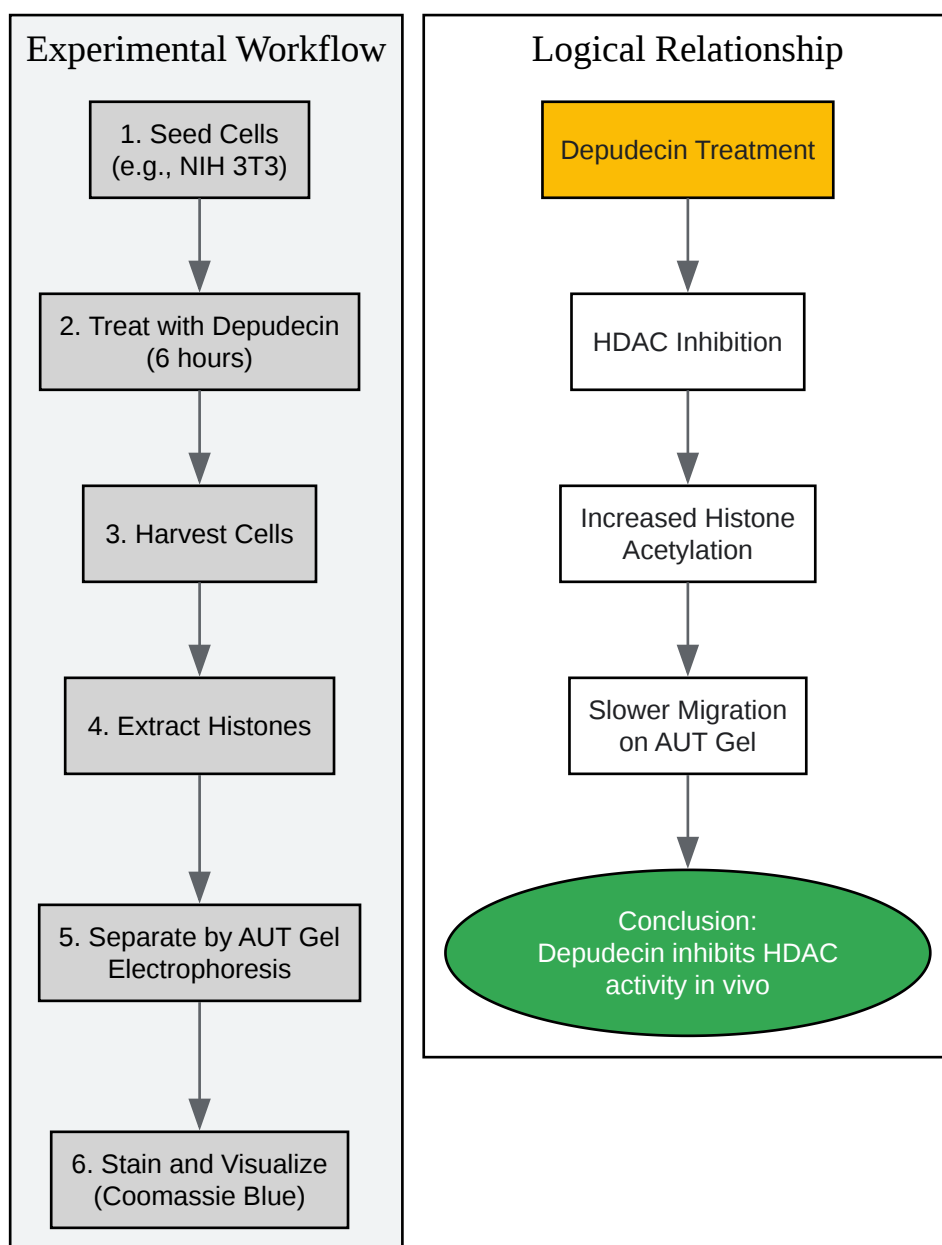 Experimental Workflow
1. Seed Cells
(e.g., NIH 3T3)
2. Treat with Depudecin
(6 hours)
3. Harvest Cells
4. Extract Histones
5. Separate by AUT Gel
Electrophoresis
6. Stain and Visualize
(Coomassie Blue)
Logical Relationship
Depudecin Treatment
HDAC Inhibition
Increased Histone
Acetylation
Slower Migration
on AUT Gel
Conclusion:
Depudecin inhibits HDAC
activity in vivo